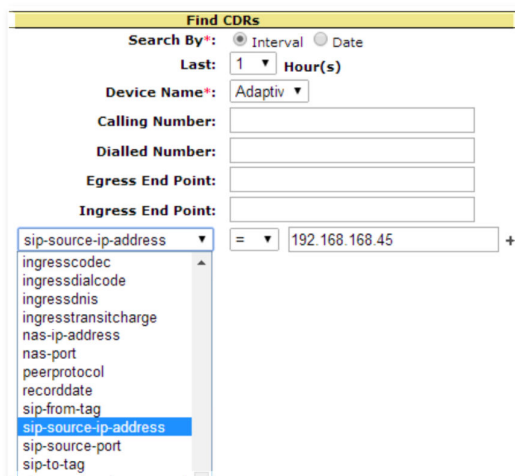 Find CDRs
Search By*: Interval Date
Last: 1 Hour(s)
Device Name*: Adaptiv
Calling Number:
Dialled Number:
Egress End Point:
Ingress End Point:
sip-source-ip-address = 192.168.168.45 +
ingresscodec
ingressdialcode
ingressdnis
ingresstransitcharge
nas-ip-address
nas-port
peerprotocol
recorddate
sip-from-tag
sip-source-ip-address
sip-source-port
sip-to-tag